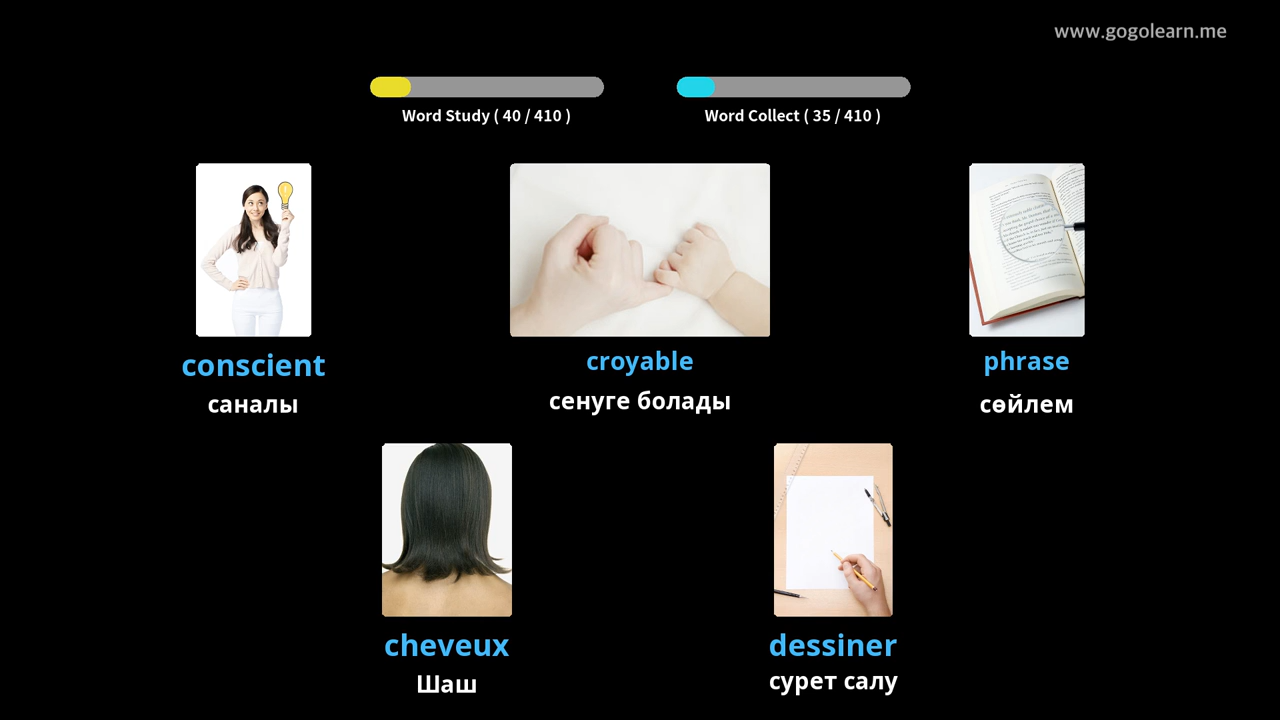 www.gogolearn.me
Word Study ( 40 / 410 )
Word Collect ( 35 / 410 )
conscient
саналы
croyable
сенуге болады
phrase
сөйлем
cheveux
Шаш
dessiner
сурет салу